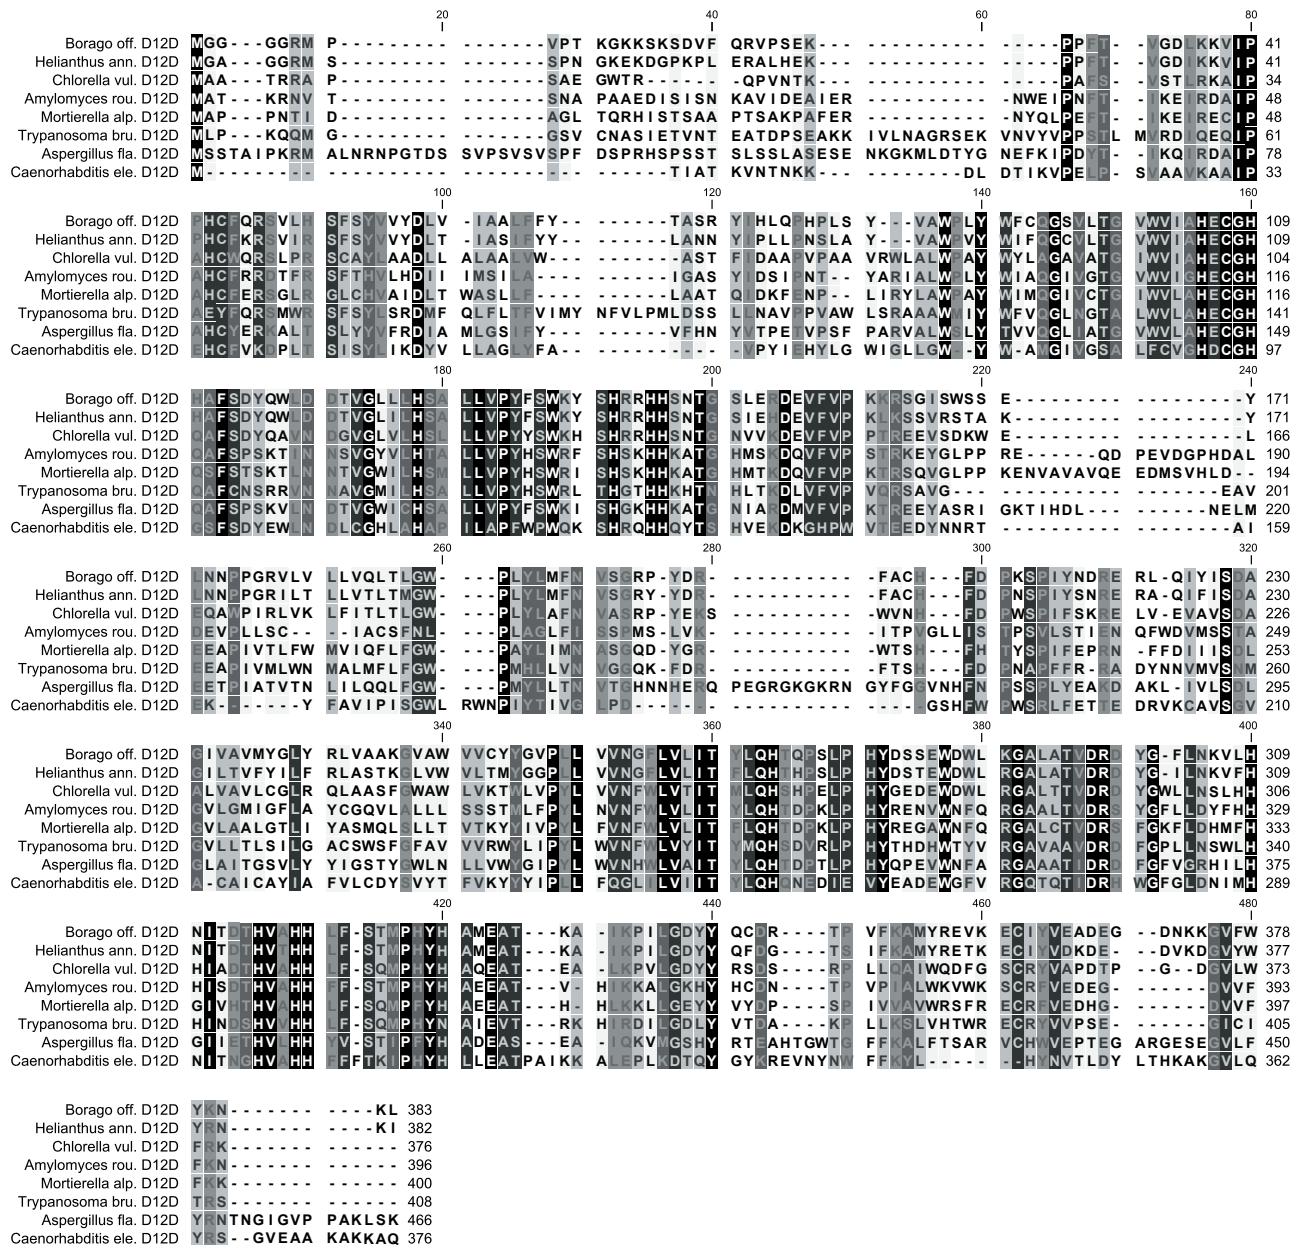 20 40 60 80
Borago off. D12D MGG---GGRM P--------- -------VPT KGKKSKSDVF QRVPSEK--- ---------- ----PPFT-- -VGDLKKVIP 41
Helianthus ann. D12D MGA---GGRM S--------- -------SPN GKEKDGPKPL ERALHEK--- ---------- ----PPFT-- -VGDIKKVIP 41
Chlorella vul. D12D MAA---TRRA P--------- -------SAE GWTR------ -QPVNTK--- ---------- ----PAFS-- -VSTLRKAIP 34
Amylomyces rou. D12D MAT---KRNV T--------- -------SNA PAAEDISISN KAVIDEAIER ---------- NWEIPNFT-- -IKEIRDAIP 48
Mortierella alp. D12D MAP---PNTI D--------- -------AGL TQRHISTSAA PTSAKPAFER ---------- NYQLPEFT-- -IKEIRECIP 48
Trypanosoma bru. D12D MLP---KQQM G--------- -------GSV CNASIETVNT EATDPSEAKK IVLNAGRSEK VNVYVPPSTL MVRDIQEQIP 61
Aspergillus fla. D12D MSSTAIPKRM ALNRNPGTDS SVPSVSVSPF DSPRHSPSST SLSSLASESE NKGKMLDTYG NEFKIPDYT- --IKQIRDAIP 78
Caenorhabditis ele. D12D M--------- ---------- ---------- -------TIAT KVNTNKK--- --------DL DTIKVPELP- -SVAAVKAAIP 33
100 120 140 160
Borago off. D12D PHCFQRSVLH SFSYVVYDLV -IAALFFY-- --------TASR YIHLQPHPLS Y---VAWPLY WFCQGSVLTG VWVIAHECGH 109
Helianthus ann. D12D PHCFKRSVIR SFSYVVYDLT -IASIFYY-- --------LANN YIPLLPNSLA Y---VAWPVY WIFQGCVLTG VWVIAHECGH 109
Chlorella vul. D12D AHCWQRSLPR SCAYLAADLL ALAALVW--- --------AST FIDAAPVPAA VRWLALWPAY WYLAGAVATG IWVIAHECGH 104
Amylomyces rou. D12D AHCFRRDTFR SFTHVLHDII IMSILA---- --------IGAS YIDSIPNT-- YARIALWPLY WIAQGIVGTG VWVIGHECGH 116
Mortierella alp. D12D AHCFERSGLR GLCHVAIDLT WASLLF---- --------LAAT QIDKFENP-- LIRYLAWPAY WIMQGIVCTG IWVLAHECGH 116
Trypanosoma bru. D12D AEYFQRSMWR SFSYLSRDMF QLFLTFVIMY NFVLPMLDSS LLNAVPPVAW LSRAAAWMIY WFVQGLNGTA LWVLAHECGH 141
Aspergillus fla. D12D AHCYERKALT SLYYVFRDIA MLGSIFY--- --------VFHN YVTPETVPSF PARVALWSLY TVVQGLIATG VWVLAHECGH 149
Caenorhabditis ele. D12D EHCFVKDPLT SISYLIKDYV LLAGLYFA-- ---------- -VPYIEHYLG WIGLLGW--Y W-AMGIVGSA LFCVGHDCGH 97
180 200 220 240
Borago off. D12D HAFSDYQWLD DTVGLLLHSA LLVPYFSWKY SHRRHHSNTG SLERDEVFVP KKRSGISWSS E--------- ---------Y 171
Helianthus ann. D12D HAFSDYQWLD DTVGLILHSA LLVPYFSWKY SHRRHHSNTG SIEHDEVFVP KLKSSVRSTA K--------- ---------Y 171
Chlorella vul. D12D QAFSDYQAVN DGVGLVLHSL LLVPYYSWKH SHRRHHSNTG NVVKDEVFVP PTREEVSDKW E--------- ---------L 166
Amylomyces rou. D12D QAFSPSKTIN NSVGYVLHTA LLVPYHSWRF SHSKHHKATG HMSKDQVFVP STRKEYGLPP RE------QD PEVDGPHDAL 190
Mortierella alp. D12D QSFSTSKTLN NTVGWILHSM LLVPYHSWRI SHSKHHKATG HMTKDQVFVP KTRSQVGLPP KENVAVAVQE EDMSVHLD-- 194
Trypanosoma bru. D12D QAFCNSRRVN NAVGMILHSA LLVPYHSWRL THGTHHKHTN HLTKDLVFVP VQRSAVG--- ---------- -------EAV 201
Aspergillus fla. D12D QAFSPSKVLN DTVGWICHSA LLVPYFSWKI SHGKHHKATG NIARDMVFVP KTREEYASRI GKTIHDL--- ------NELM 220
Caenorhabditis ele. D12D GSFSDYEWLN DLCGHLAHAP ILAPFWPWQK SHRQHHQYTS HVEKDKGHPW VTEEDYNNRT ---------- --------AI 159
260 280 300 320
Borago off. D12D LNNPPGRVLV LLVQLTLGW- ----PLYLMFN VSGRP-YDR- ---------- ---FACH---FD PKSPIYNDRE RL-QIYISDA 230
Helianthus ann. D12D LNNPPGRILT LLVTLTMGW- ----PLYLMFN VSGRY-YDR- ---------- ---FACH---FD PNSPIYSNRE RA-QIFISDA 230
Chlorella vul. D12D EQAWPIRLVK LFITLTLGW- ----PLYLAFN VASRP-YEKS ---------- ---WVNH---FD PWSPIFSKRE LV-EVAVSDA 226
Amylomyces rou. D12D DEVPLLSC-- -IACSFNL-- ----PLAGLFI SSPMS-LVK- ---------- ---ITPVGLLIS TPSVLSTIEN QFWDVMSSTA 249
Mortierella alp. D12D EEAPIVTLFW MVIQFLFGW- ----PAYLIMN ASGQD-YGR- ---------- ---FTSH---FH TYSPIFEPRN -FFDIIISDL 253
Trypanosoma bru. D12D EEAPIVMLWN MALMFLFGW- ----PMHLLVN VGGQK-FDR- ---------- ---FTSH---FD PNAPFFR-RA DYNNVMVSNM 260
Aspergillus fla. D12D EETPIATVTN LILQQLFGW- ----PMYLLTN VTGHNNHERQ PEGRGKGKRN GYFGGVNHFN PSSPLYEAKD AKL-IVLSDL 295
Caenorhabditis ele. D12D EK-----Y FAVIPISGWL RWNPIYTIVG LPD------- ---------- ----GSHFW PWSRLFETTE DRVKCAVSGV 210
340 360 380 400
Borago off. D12D GIVAVMYGLY RLVAAKGVAW VVCYYGVPLL VVNGFLVLIT YLQHTQPSLP HYDSSEWDWL KGALATVDRD YG-FLNKVLH 309
Helianthus ann. D12D GILTVFYILF RLASTKGLVW VLTMYGGPLL VVNGFLVLIT FLQHTHPSLP HYDSTEWDWL RGALATVDRD YG-ILNKVFH 309
Chlorella vul. D12D ALVAVLCGLR QLAASFGWAW LVKTWLVPYL VVNFWLVTIT MLQHSHPELP HYGEDEWDWL RGALTTVDRD YGWLLNSLHH 306
Amylomyces rou. D12D GVLGMIGFLA YCGQVLALLL SSSTMLFPYL VVNFWLVLIT YLQHTDPKLP HYRENVWNFQ RGAALTVDRS YGFLLDYFHH 329
Mortierella alp. D12D GVLAALGTLI YASMQLSLLT VTKYYIVPYL FVNFWLVLIT FLQHTDPKLP HYREGAWNFQ RGALCTVDRS FGKFLDHMFH 333
Trypanosoma bru. D12D GVLLTLSILG ACSWSFGFAV VVRWYLIPYL WVNFWLVYIT YMQHSDVRLP HYTHDHWTYV RGAVAAVDRD FGPLLNSWLH 340
Aspergillus fla. D12D GLAITGSVLY YIGSTYGWLN LLVWYGIPYL WVNHWLVAIT YLQHTDPTLP HYQPEVWNFA RGAAATIDRD FGFVGRHILH 375
Caenorhabditis ele. D12D A-CAICAYIA FVLCDYSVYT FVKYYYIPLL FQGLILVIIT YLQHQNEDIE VYEADEWGFV RGQTQTIDRH WGFGLDNIMH 289
420 440 460 480
Borago off. D12D NITDTHVAHH LF-STMPHYH AMEAT---KA -IKPILGDYY QCDR----TP VFKAMYREVK ECIYVEADEG --DNKKGVFW 378
Helianthus ann. D12D NITDTHVTHH LF-STMPHYH AMEAT---KA -IKPILGDYY QFDG----TS IFKAMYRETK ECIYVDKDE- --DVKDGVYW 377
Chlorella vul. D12D HIADTHVAHH LF-SQMPHYH AQEAT---EA -LKPVLGDYY RSDS----RP LLQAIWQDFG SCRYVAPDTP --G--DGVLW 373
Amylomyces rou. D12D HISDTHVAHH LF-STMPHYH AEEAT---V- HIKKALGKHY HCDN----TP VPIALWKVWK SCRFVEDEG- -----DVVF 393
Mortierella alp. D12D GIVHTHVAHH LF-SQMPFYH AEEAT---H- HLKKLLGEYY VYDP----SP IVVAVWRSFR ECRFVEDHG- -----DVVF 397
Trypanosoma bru. D12D HINDSHVVHH LF-SQMPHYN AIEVT---RK HIRDILGDLY VTDA----KP LLKSLVHTWR ECRYVVPSE- ------GICI 405
Aspergillus fla. D12D GIIETHVLHH YV-STIPFYH ADEAS---EA -IQKVMGSHY RTEAHTGWTG FFKALFTSAR VCHWVEPTEG ARGESEGVLF 450
Caenorhabditis ele. D12D NITNGHVAHH FFFTKIPHYH LLEATPAIKK ALEPLKDTQY GYKREVNYNW FFKYL----- --HYNVTLDY LTHKAKGVLQ 362
Borago off. D12D YKN------- ----KL 383
Helianthus ann. D12D YRN------- ----KI 382
Chlorella vul. D12D FRK------- ------ 376
Amylomyces rou. D12D FKN------- ------ 396
Mortierella alp. D12D FKK------- ------ 400
Trypanosoma bru. D12D TRS------- ------ 408
Aspergillus fla. D12D YRNTNGIGVP PAKLSK 466
Caenorhabditis ele. D12D YRS--GVEAA KAKKAQ 376